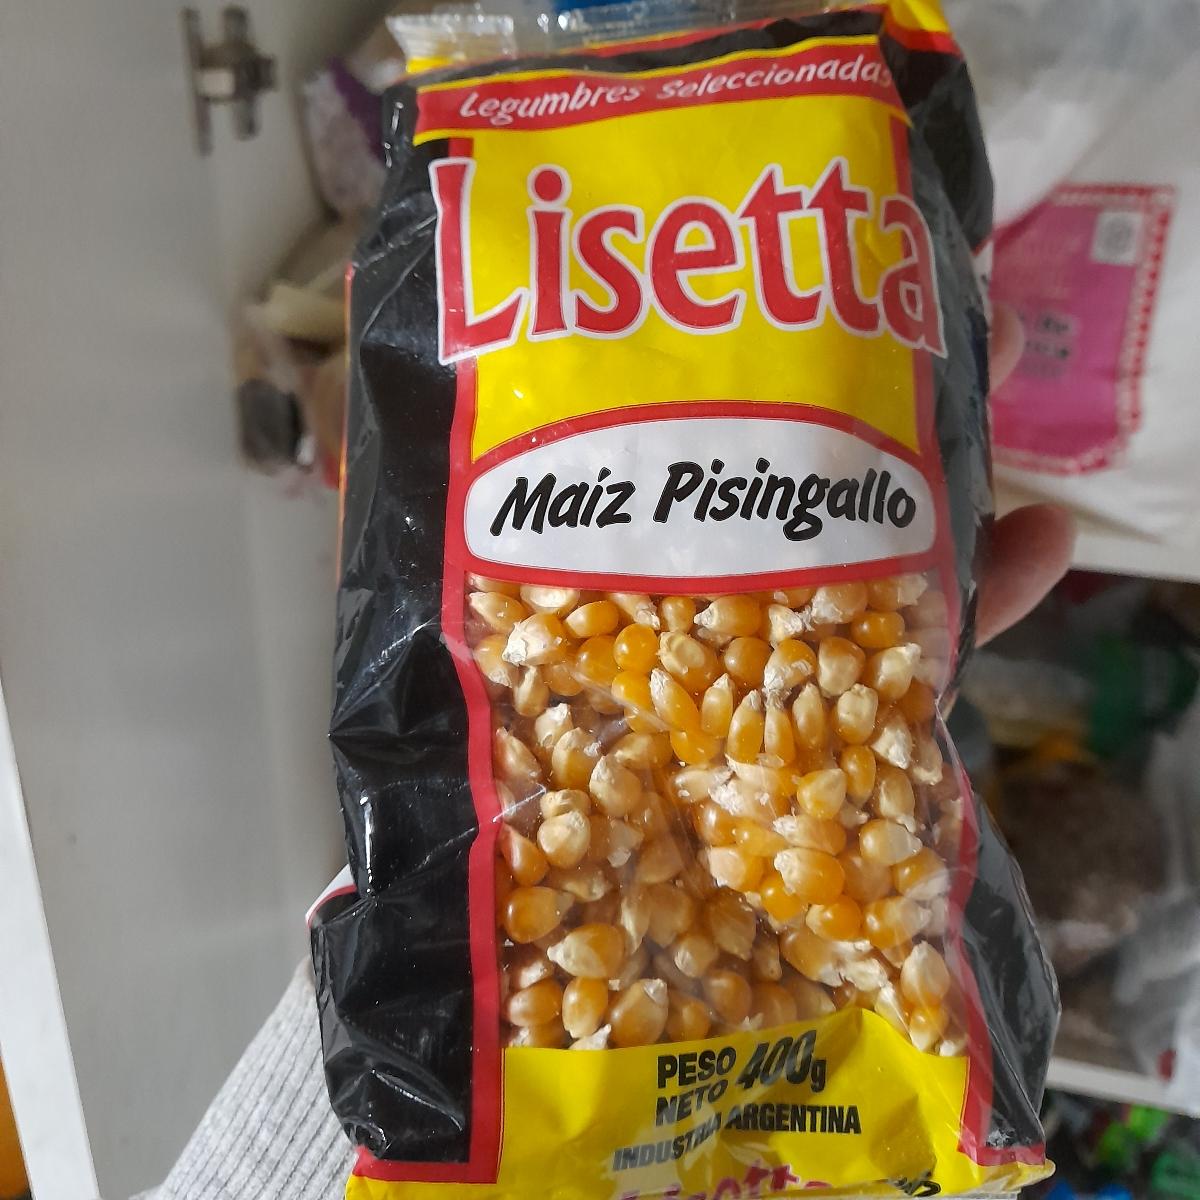 Legumbres Seleccionadas
Lisetta
Maíz Pisingallo
PESO NETO 400g
INDUSTRIA ARGENTINA